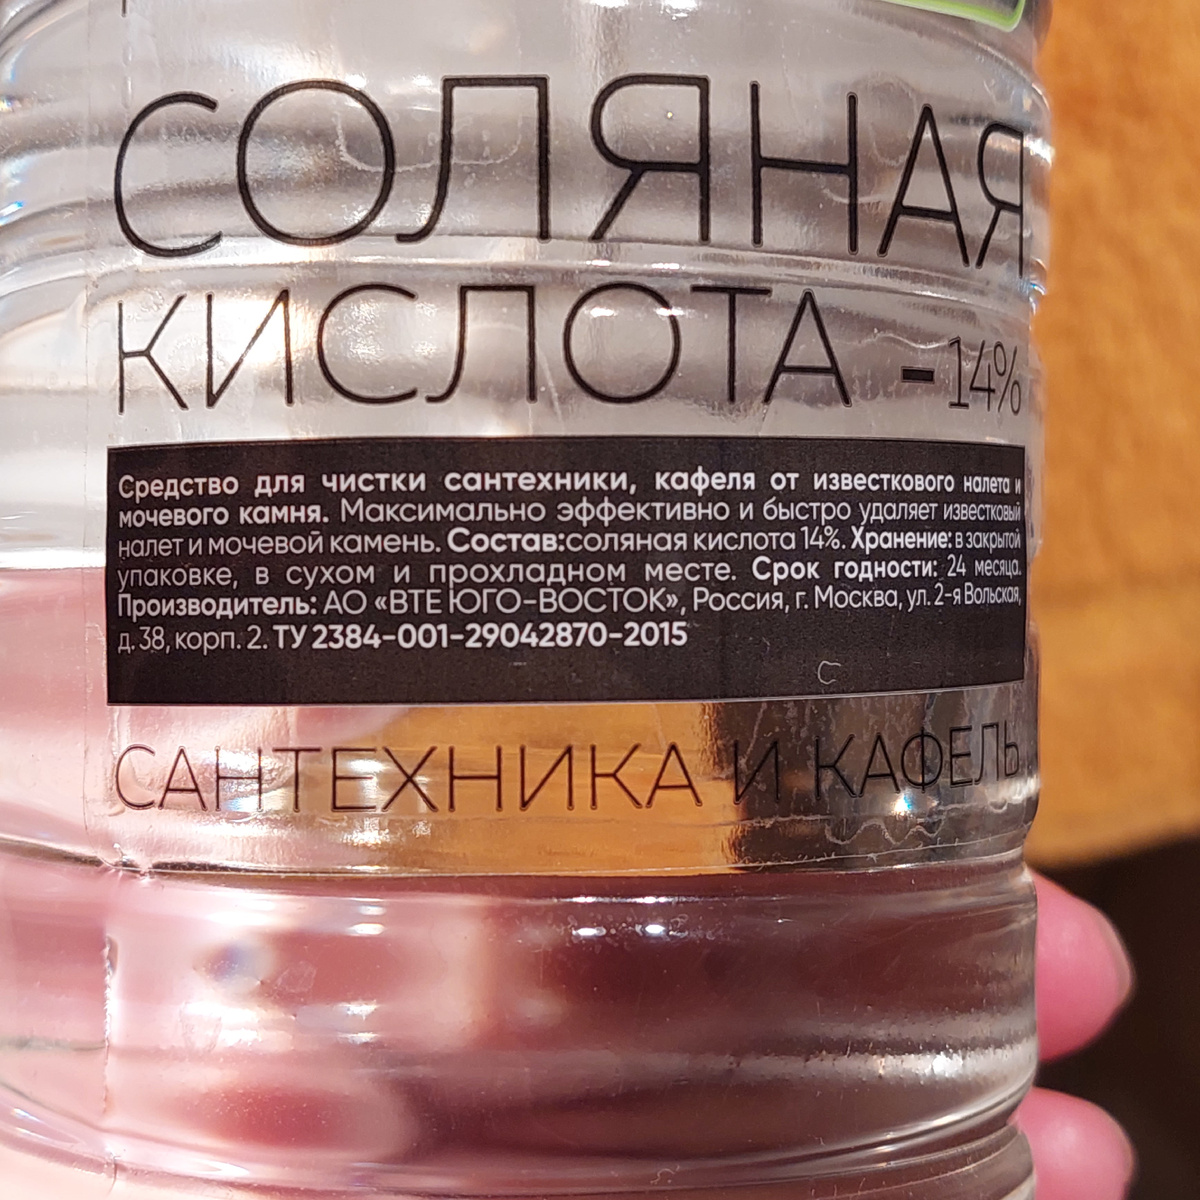 СОЛЯНАЯ
КИСЛОТА -14%
Средство для чистки сантехники, кафеля от известкового налета и
мочевого камня. Максимально эффективно и быстро удаляет известковый
налет и мочевой камень. Состав:соляная кислота 14%. Хранение: в закрытой
упаковке, в сухом и прохладном месте. Срок годности: 24 месяца.
Производитель: АО «ВТЕ ЮГО-ВОСТОК», Россия, г. Москва, ул. 2-я Вольская,
д. 38, корп. 2. ТУ 2384-001-29042870-2015
САНТЕХНИКА И КАФЕЛЬ